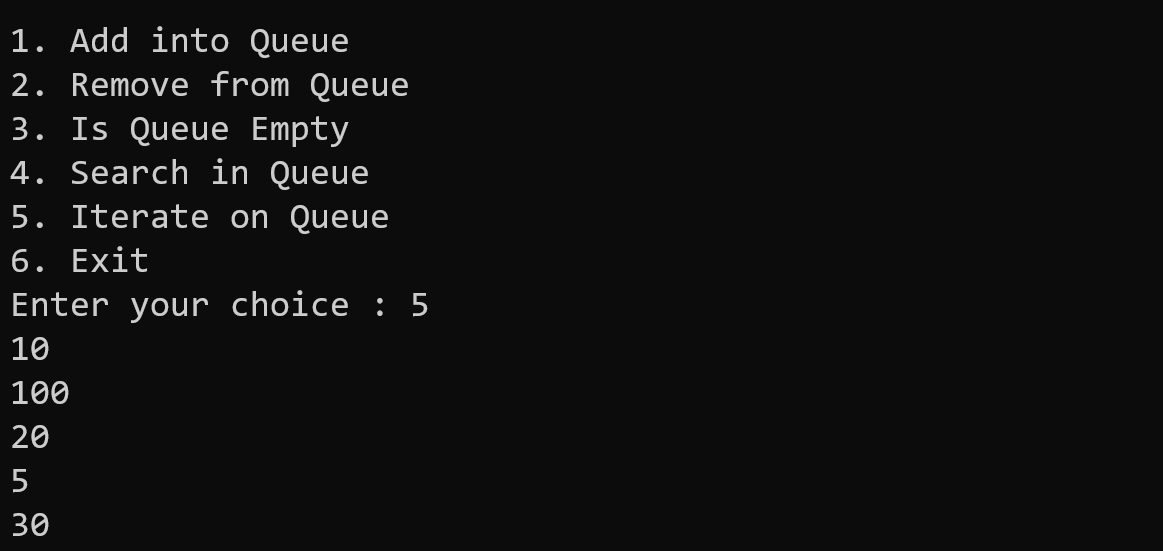 1. Add into Queue
2. Remove from Queue
3. Is Queue Empty
4. Search in Queue
5. Iterate on Queue
6. Exit
Enter your choice : 5
10
100
20
5
30